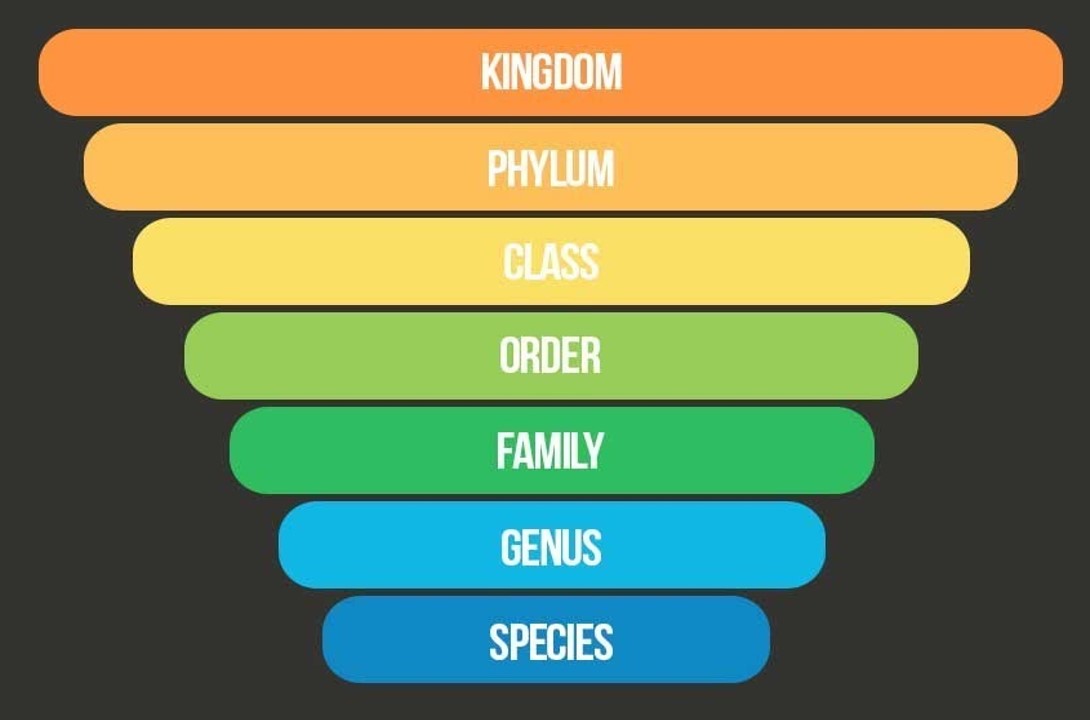 KINGDOM
PHYLUM
CLASS
ORDER
FAMILY
GENUS
SPECIES